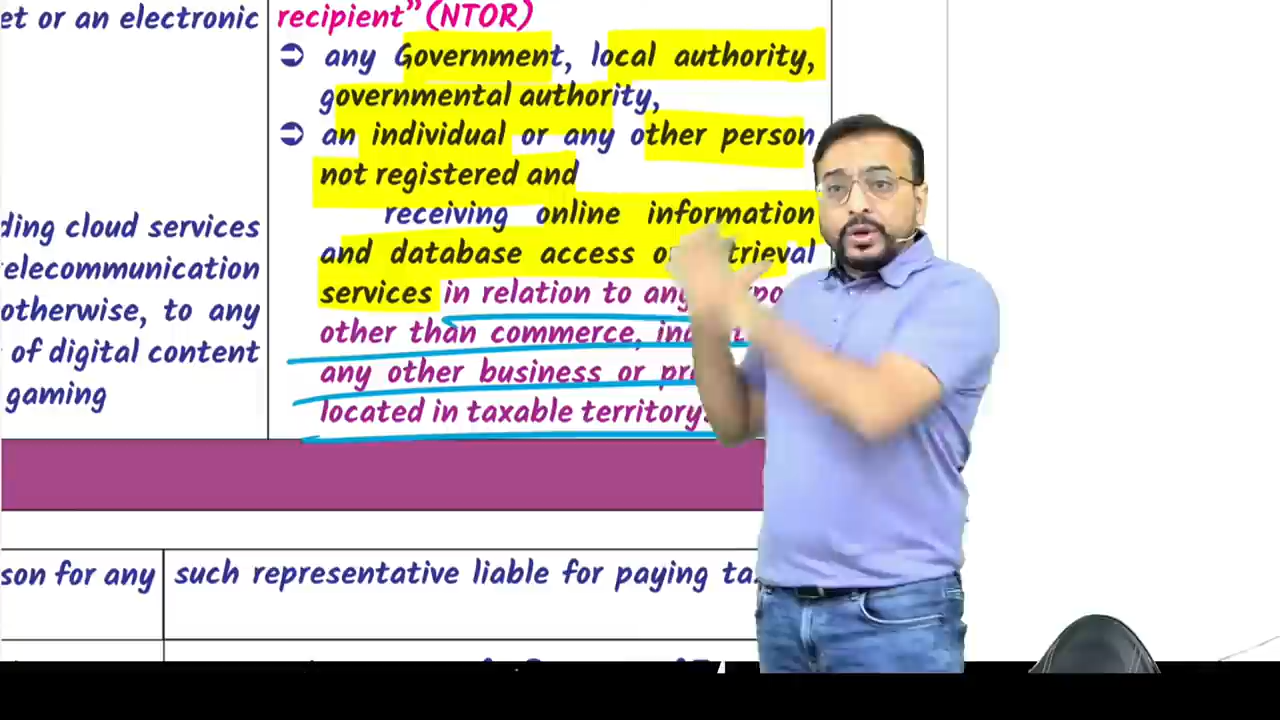 et or an electronic
ding cloud services
elecommunication
otherwise, to any
of digital content
gaming
recipient” (NTOR)
➲ any Government, local authority,
governmental authority,
➲ an individual or any other person
not registered and
receiving online information
and database access or retrieval
services in relation to any
other than commerce,
any other business or
located in taxable territory.
son for any
such representative liable for paying